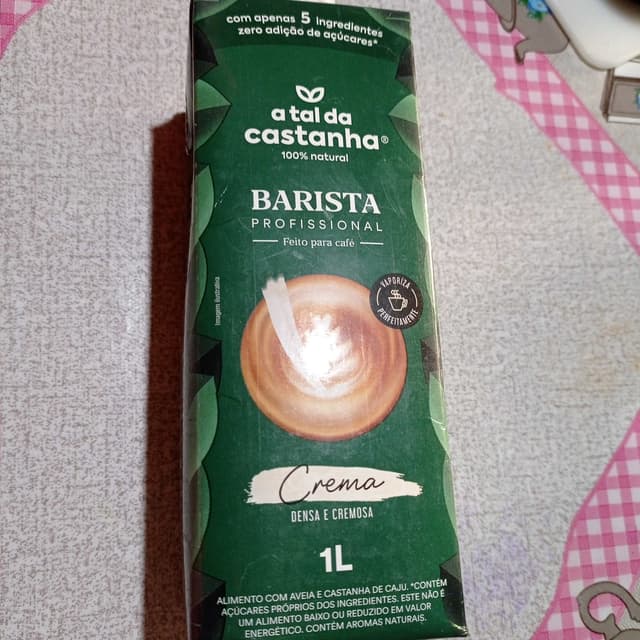 com apenas 5 ingredientes
zero adição de açúcares*
a tal da
castanha®
100% natural
BARISTA
PROFISSIONAL
Feito para café
VAPORIZA
PERFEITAMENTE
Imagem ilustrativa
Crema
DENSA E CREMOSA
1L
ALIMENTO COM AVEIA E CASTANHA DE CAJU. *CONTÉM
AÇÚCARES PRÓPRIOS DOS INGREDIENTES. ESTE NÃO É
UM ALIMENTO BAIXO OU REDUZIDO EM VALOR
ENERGÉTICO. CONTÉM AROMAS NATURAIS.